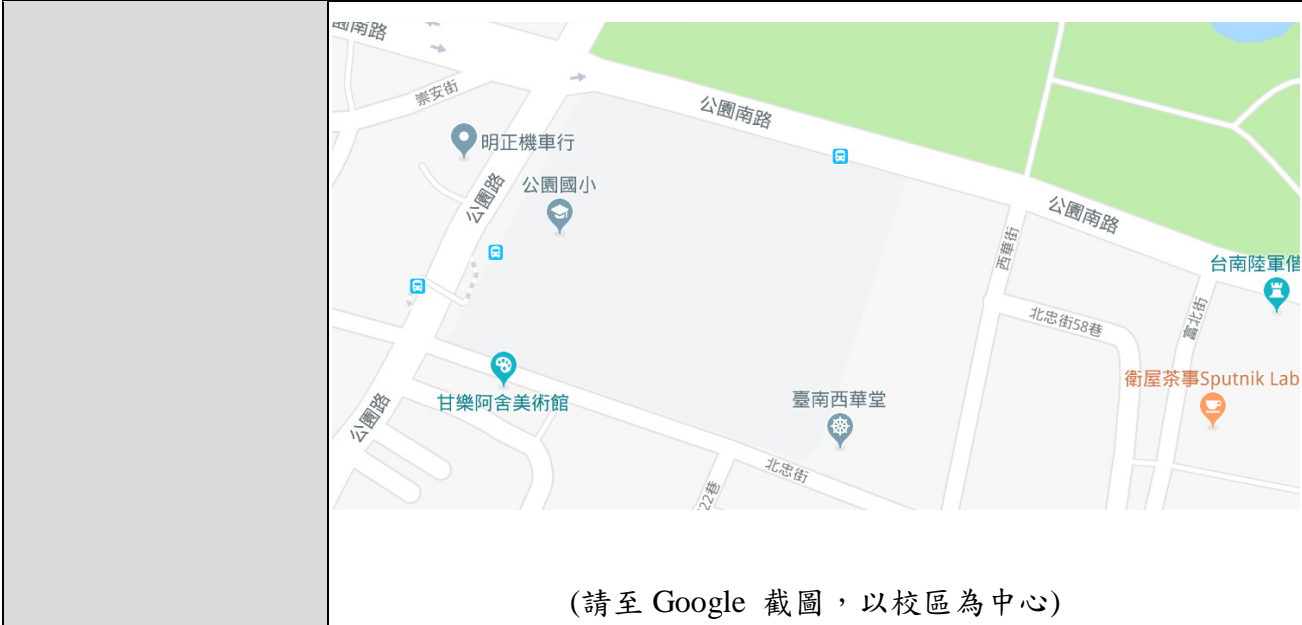 園南路
崇安街
公園南路
明正機車行
公園國小
公園路
公園南路
西華街
台南陸軍偕
北忠街58巷
富北街
衛屋茶事Sputnik Lab
甘樂阿舍美術館
臺南西華堂
公園路
北忠街
22巷
(請至 Google 截圖，以校區為中心)